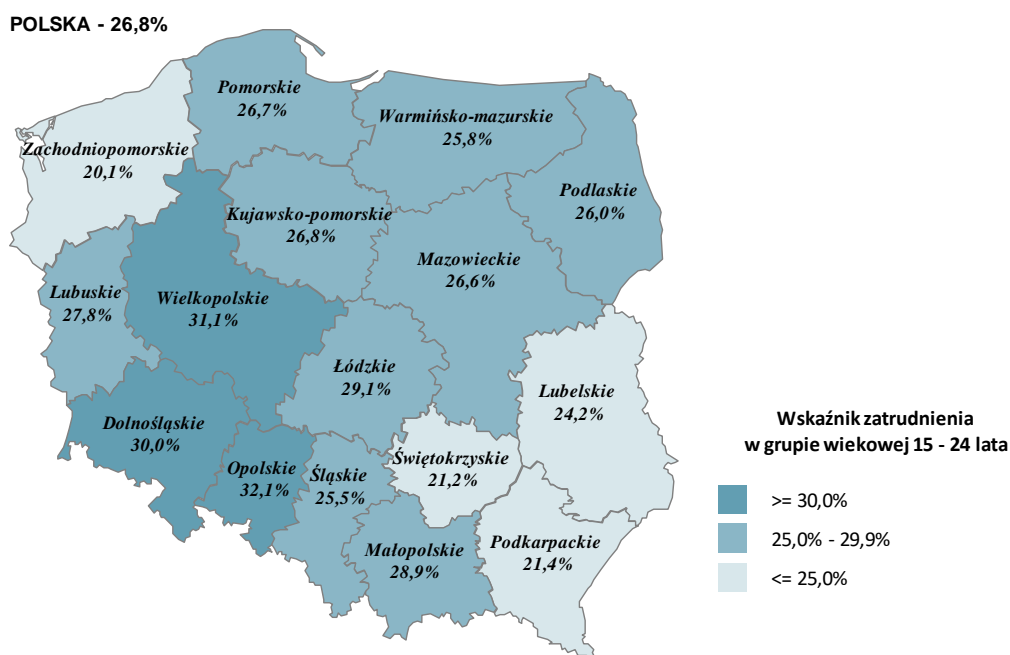 POLSKA - 26,8%
Pomorskie
26,7%
Warmińsko-mazurskie
25,8%
Zachodniopomorskie
20,1%
Podlaskie
26,0%
Kujawsko-pomorskie
26,8%
Mazowieckie
26,6%
Lubuskie
27,8%
Wielkopolskie
31,1%
Łódzkie
29,1%
Lubelskie
24,2%
Dolnośląskie
30,0%
Opolskie
32,1%
Śląskie
25,5%
Świętokrzyskie
21,2%
Małopolskie
28,9%
Podkarpackie
21,4%
Wskaźnik zatrudnienia
w grupie wiekowej 15 - 24 lata
>= 30,0%
25,0% - 29,9%
<= 25,0%